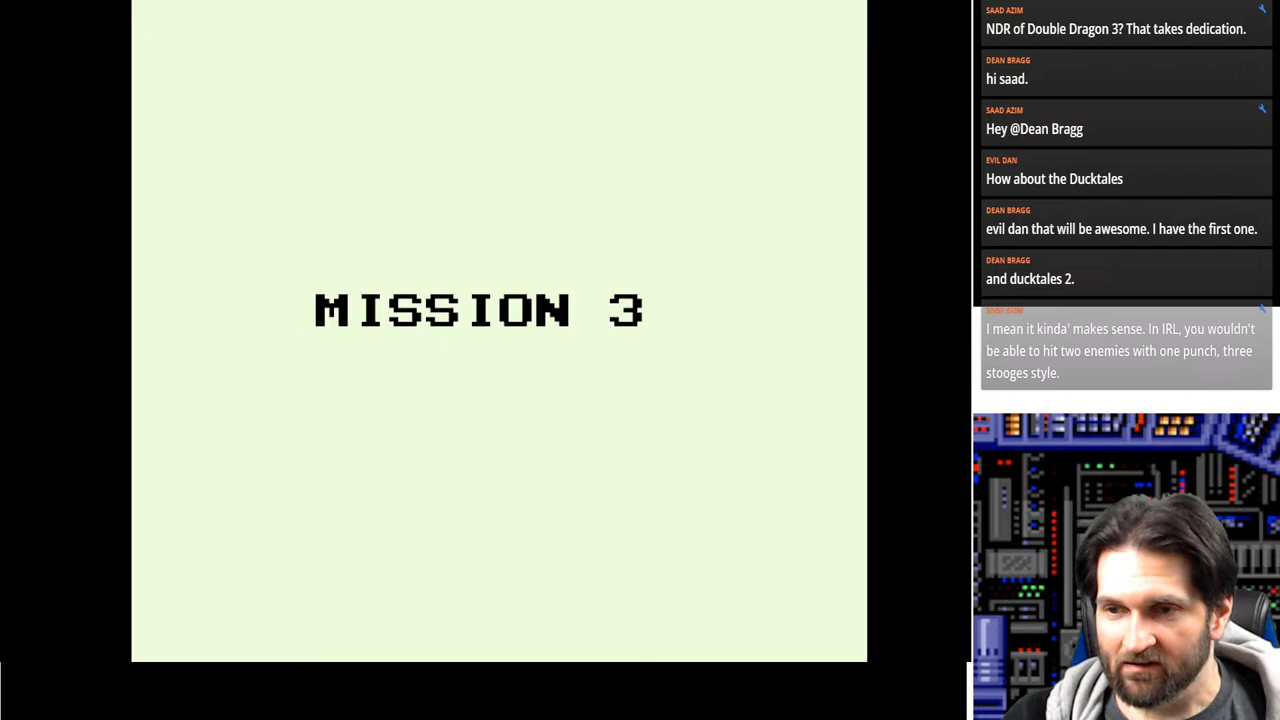 MISSION 3
SAAD AZIM
NDR of Double Dragon 3? That takes dedication.
DEAN BRAGG
hi saad.
SAAD AZIM
Hey @Dean Bragg
EVIL DAN
How about the Ducktales
DEAN BRAGG
evil dan that will be awesome. I have the first one.
DEAN BRAGG
and ducktales 2.
I mean it kinda' makes sense. In IRL, you wouldn't
be able to hit two enemies with one punch, three
stooges style.